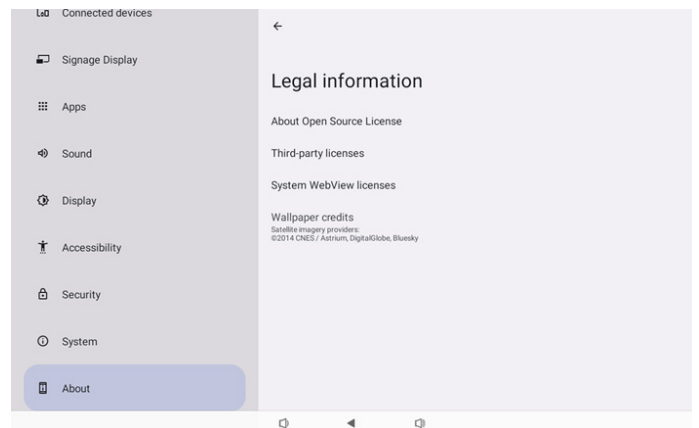 Connected devices
Signage Display
Apps
Sound
Display
Accessibility
Security
System
About
Legal information
About Open Source License
Third-party licenses
System WebView licenses
Wallpaper credits
Satellite imagery providers:
©2014 CNES / Astrium, DigitalGlobe, Bluesky